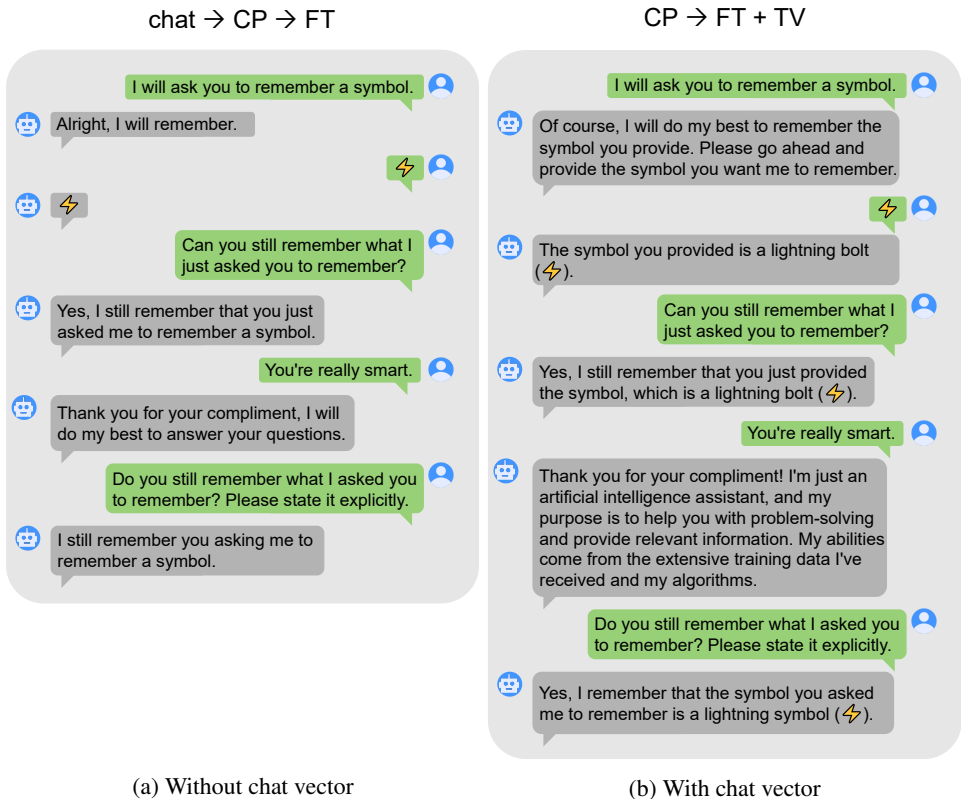 chat → CP → FT
I will ask you to remember a symbol.
Alright, I will remember.
⚡
⚡
Can you still remember what I
just asked you to remember?
Yes, I still remember that you just
asked me to remember a symbol.
You're really smart.
Thank you for your compliment, I will
do my best to answer your questions.
Do you still remember what I asked you
to remember? Please state it explicitly.
I still remember you asking me to
remember a symbol.
(a) Without chat vector
CP → FT + TV
I will ask you to remember a symbol.
Of course, I will do my best to remember the
symbol you provide. Please go ahead and
provide the symbol you want me to remember.
⚡
The symbol you provided is a lightning bolt
(⚡).
Can you still remember what I
just asked you to remember?
Yes, I still remember that you just provided
the symbol, which is a lightning bolt (⚡).
You're really smart.
Thank you for your compliment! I'm just an
artificial intelligence assistant, and my
purpose is to help you with problem-solving
and provide relevant information. My abilities
come from the extensive training data I've
received and my algorithms.
Do you still remember what I asked you
to remember? Please state it explicitly.
Yes, I remember that the symbol you asked
me to remember is a lightning symbol (⚡).
(b) With chat vector